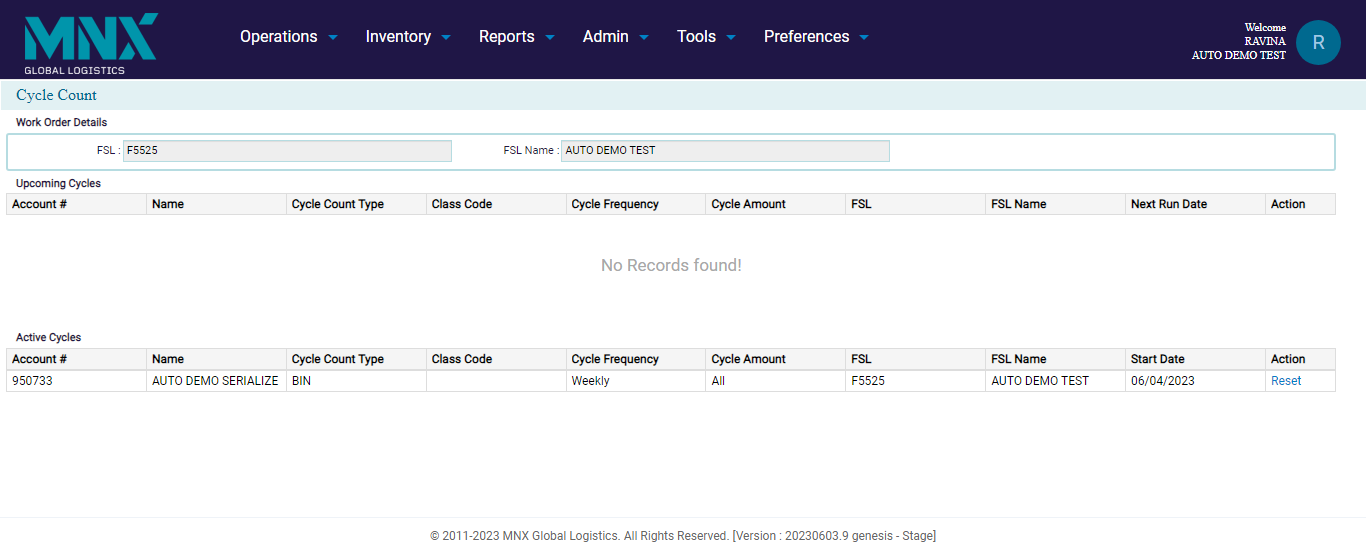 MNX
GLOBAL LOGISTICS
Operations Inventory Reports Admin Tools Preferences
Welcome
RAVINA
AUTO DEMO TEST
R
Cycle Count
Work Order Details
FSL : F5525 FSL Name : AUTO DEMO TEST
Upcoming Cycles
Account # Name Cycle Count Type Class Code Cycle Frequency Cycle Amount FSL FSL Name Next Run Date Action
No Records found!
Active Cycles
Account # Name Cycle Count Type Class Code Cycle Frequency Cycle Amount FSL FSL Name Start Date Action
950733 AUTO DEMO SERIALIZE BIN Weekly All F5525 AUTO DEMO TEST 06/04/2023 Reset
© 2011-2023 MNX Global Logistics. All Rights Reserved. [Version : 20230603.9 genesis - Stage]